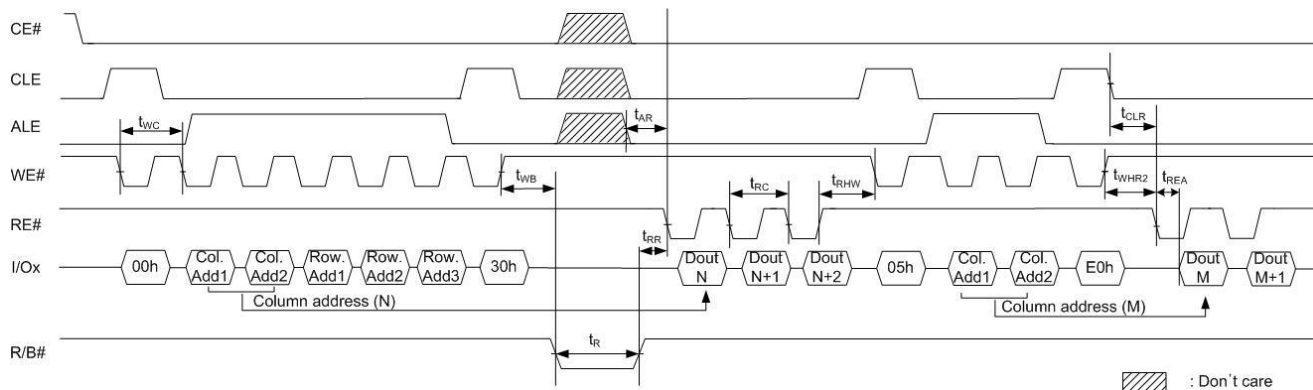 CE#
CLE
ALE
tWC
tAR
tCLR
WE#
tWB
tRC
tRHW
tWHR2
tREA
RE#
tRR
I/Ox
00h
Col. Add1
Col. Add2
Row. Add1
Row. Add2
Row. Add3
30h
Dout N
Dout N+1
Dout N+2
05h
Col. Add1
Col. Add2
E0h
Dout M
Dout M+1
Column address (N)
Column address (M)
R/B#
tR
: Don't care